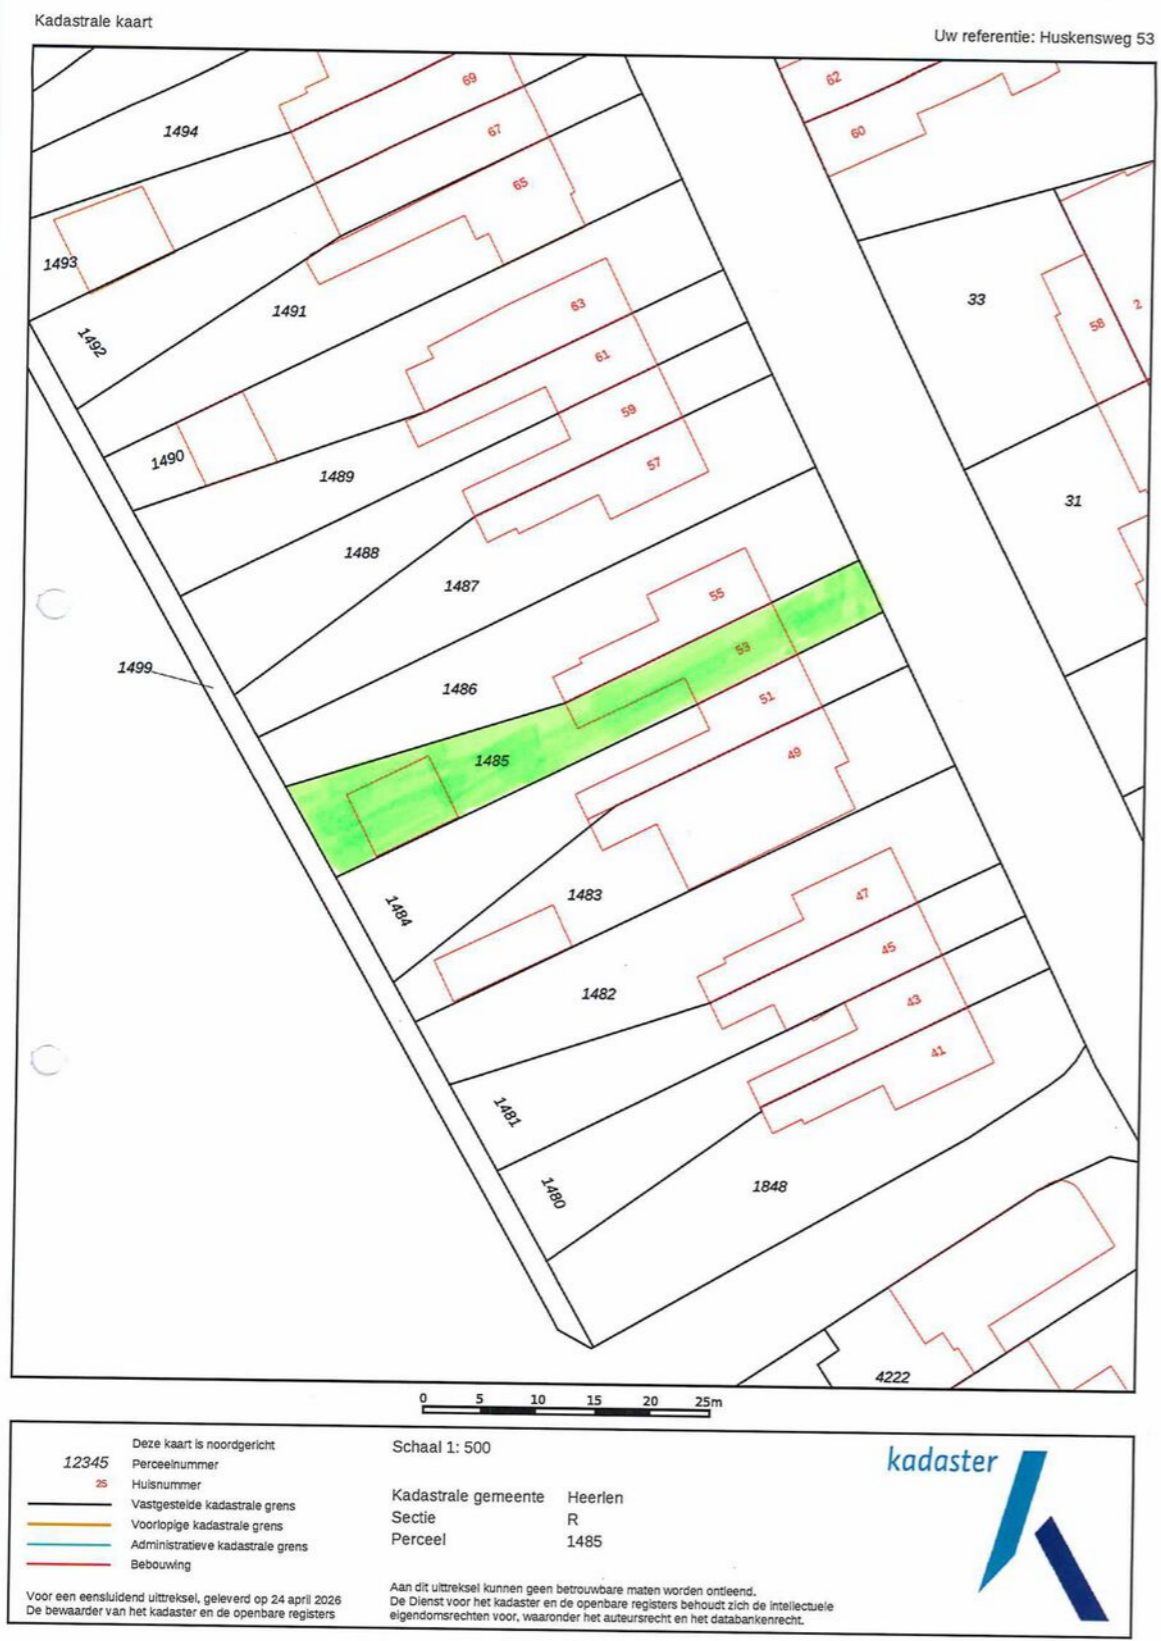 Kadastrale kaart
Uw referentie: Huskensweg 53
69
62
1494
67
60
65
1493
33
1491
63
2
58
1492
61
59
1490
57
1489
31
1488
1487
55
53
1499
1486
51
1485
49
1483
47
1484
45
1482
43
41
1481
1848
1480
4222
0 5 10 15 20 25m
Deze kaart is noordgericht
12345 Perceelnummer
25 Huisnummer
Vastgestelde kadastrale grens
Voorlopige kadastrale grens
Administratieve kadastrale grens
Bebouwing
Voor een eensluidend uittreksel, geleverd op 24 april 2026
De bewaarder van het kadaster en de openbare registers
Schaal 1: 500
Kadastrale gemeente Heerlen
Sectie R
Perceel 1485
Aan dit uittreksel kunnen geen betrouwbare maten worden ontleend.
De Dienst voor het kadaster en de openbare registers behoudt zich de intellectuele
eigendomsrechten voor, waaronder het auteursrecht en het databankenrecht.
kadaster